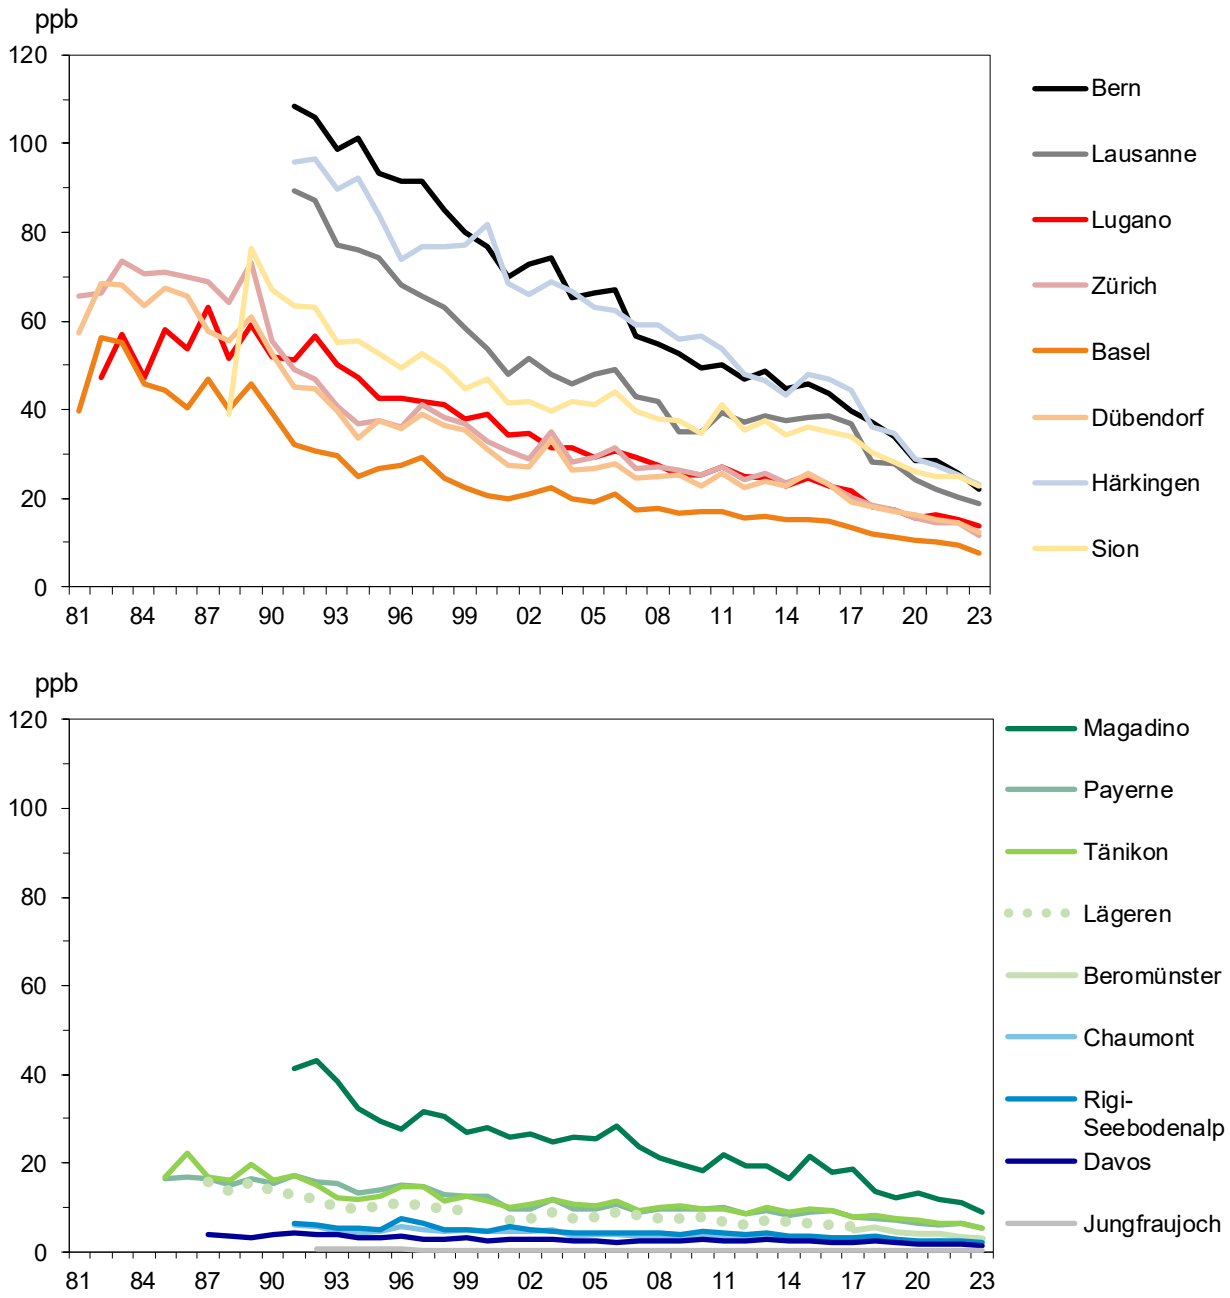 ppb
120
100
80
60
40
20
0
81 84 87 90 93 96 99 02 05 08 11 14 17 20 23
Bern
Lausanne
Lugano
Zürich
Basel
Dübendorf
Härkingen
Sion
ppb
120
100
80
60
40
20
0
81 84 87 90 93 96 99 02 05 08 11 14 17 20 23
Magadino
Payerne
Tänikon
Lägeren
Beromünster
Chaumont
Rigi-
Seebodenalp
Davos
Jungfraujoch